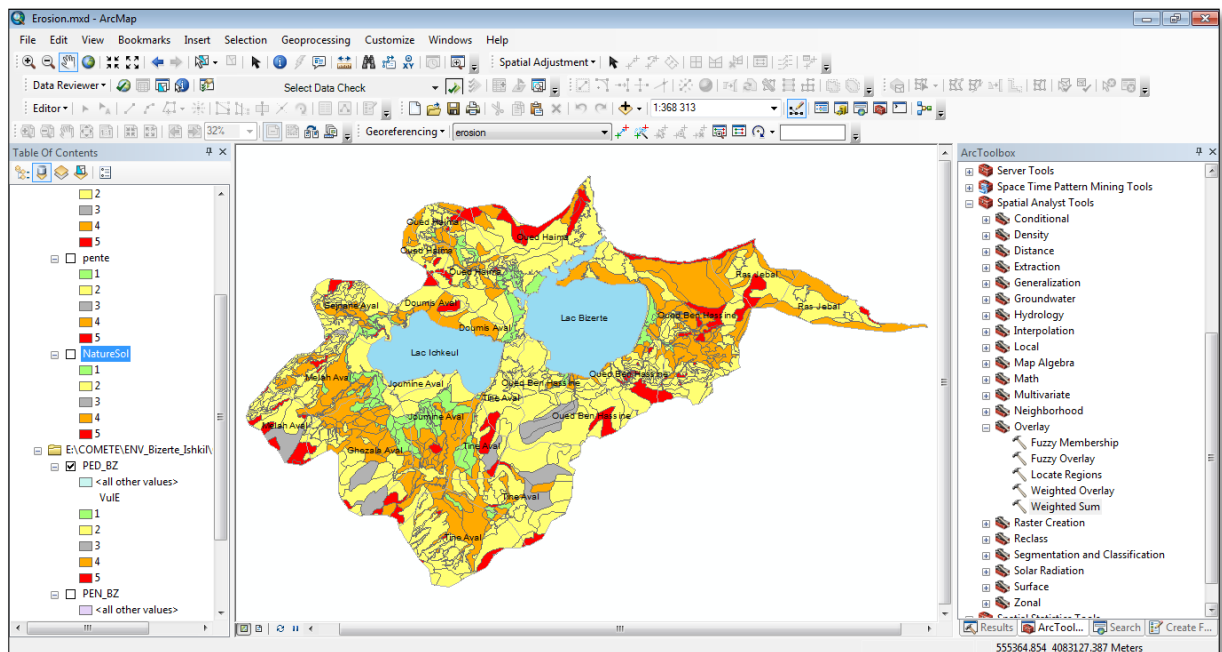 Erosion.mxd - ArcMap
File Edit View Bookmarks Insert Selection Geoprocessing Customize Windows Help
Spatial Adjustment
Data Reviewer Select Data Check
Editor 1:368 313
32% Georeferencing erosion
Table Of Contents
2
3
4
5
pente
1
2
3
4
5
NatureSol
1
2
3
4
5
E:\COMETE\ENV_Bizerte_Ishkil\
PED_BZ
<all other values>
VulE
1
2
3
4
5
PEN_BZ
<all other values>
Oued Haima
Oued Haima
Oued Haima
Oued Haima
Ras Jebal
Sejnane Aval
Doumis Aval
Ras Jebal
Lac Bizerte
Oued Ben Hassine
Doumis Aval
Lac Ichkeul
Oued Ben Hassine
Melah Aval
Joumine Aval
Oued Ben Hassine
Tine Aval
Joumine Aval
Oued Ben Hassine
Melah Aval
Ghezala Aval
Tine Aval
Tine Aval
Tine Aval
ArcToolbox
Server Tools
Space Time Pattern Mining Tools
Spatial Analyst Tools
Conditional
Density
Distance
Extraction
Generalization
Groundwater
Hydrology
Interpolation
Local
Map Algebra
Math
Multivariate
Neighborhood
Overlay
Fuzzy Membership
Fuzzy Overlay
Locate Regions
Weighted Overlay
Weighted Sum
Raster Creation
Reclass
Segmentation and Classification
Solar Radiation
Surface
Zonal
Spatial Statistics Tools
Results ArcTool... Search Create F...
555364.854 4083127.387 Meters